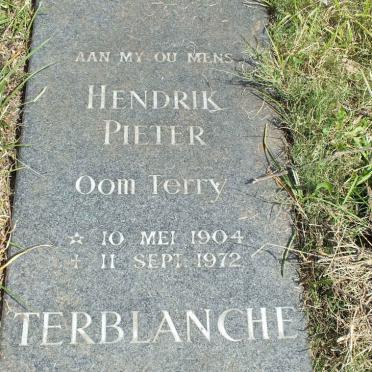 AAN MY OU MENS
HENDRIK
PIETER
Oom Terry
☆ 10 MEI 1904
† 11 SEPT. 1972
TERBLANCHE